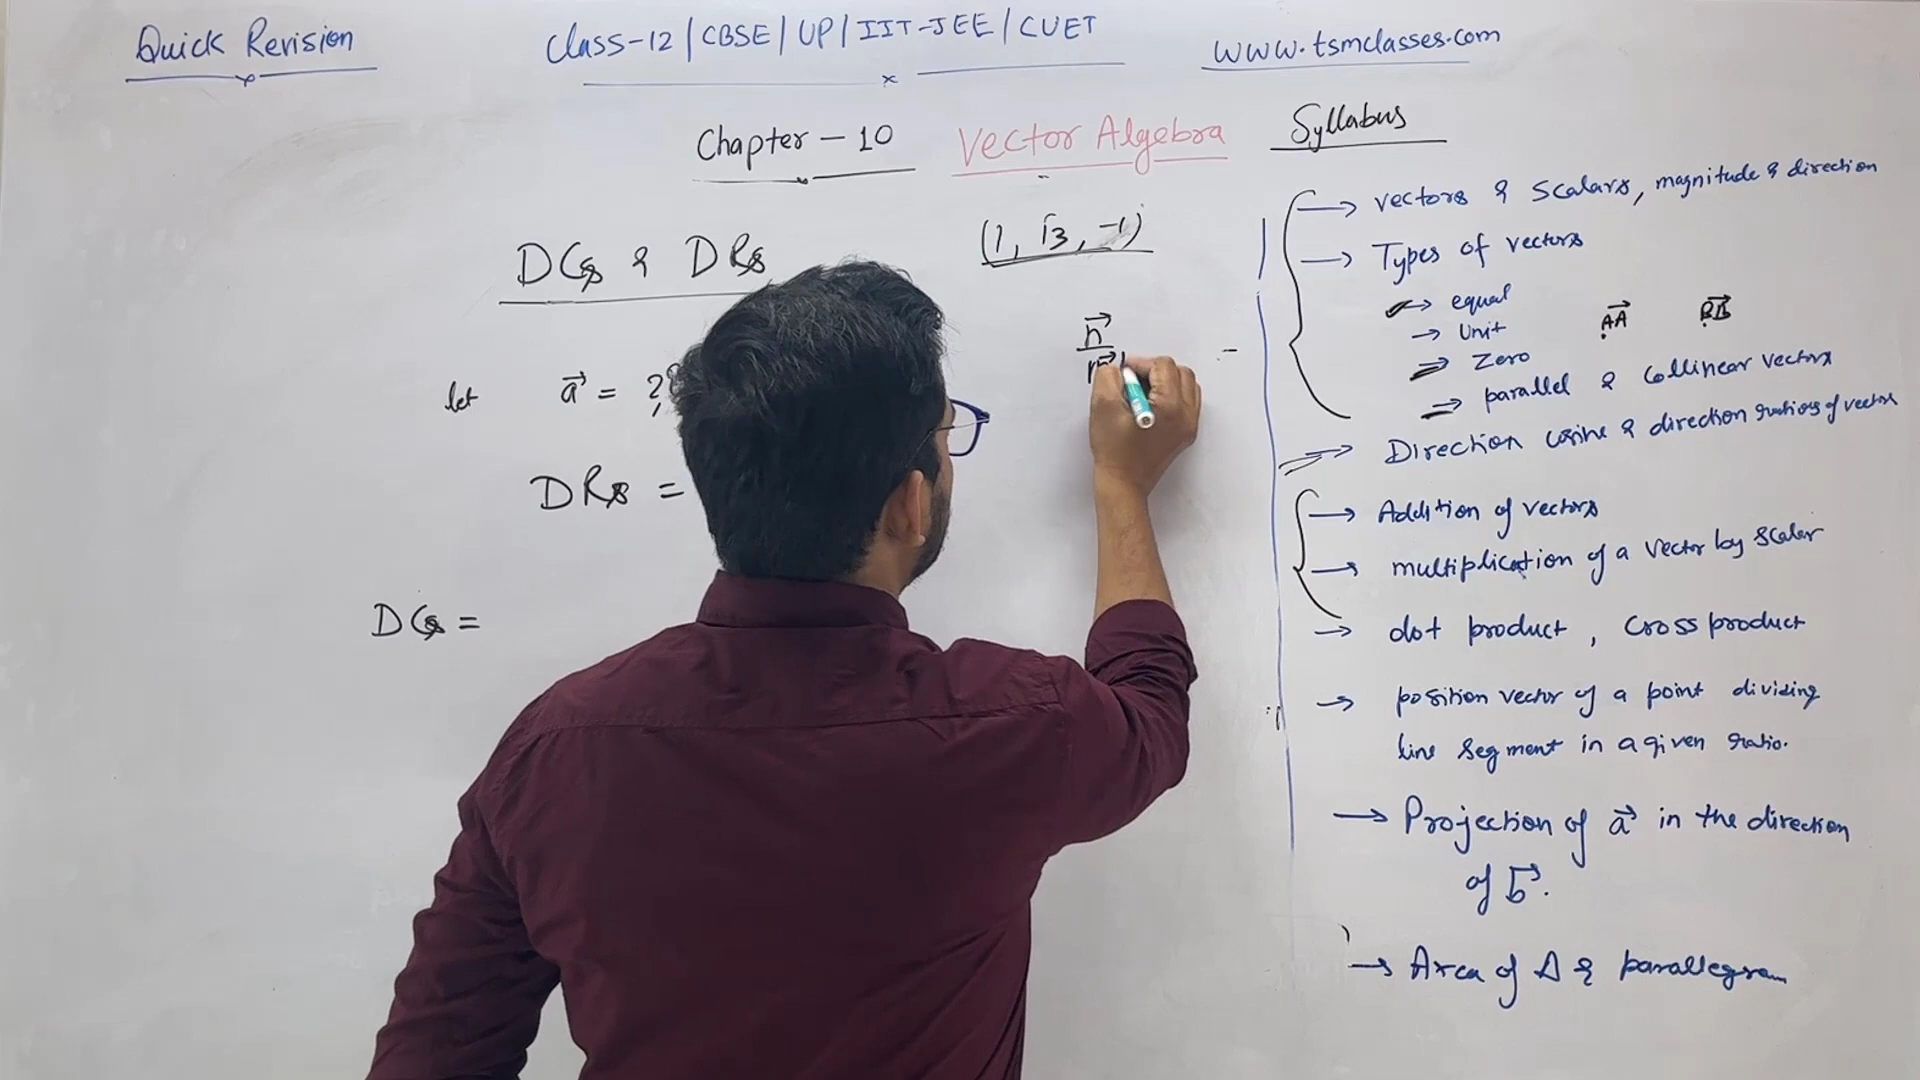 Quick Revision
Class-12 / CBSE / UP / IIT-JEE / CUET
www.tsmclasses.com
Chapter - 10 Vector Algebra
Syllabus
(1, √3, -1)
DCs & DRs
let a⃗ =
DRs =
DCs =
n⃗
→ vectors & scalars, magnitude & direction
→ Types of vectors
→ equal
→ Unit
AA⃗ BB⃗
→ Zero
→ parallel & collinear vectors
→ Direction cosine & direction ratios of vector
→ Addition of vectors
→ multiplication of a vector by scalar
→ dot product, cross product
→ position vector of a point dividing
line segment in a given ratio.
→ Projection of a⃗ in the direction
of b⃗.
→ Area of Δ & parallegram